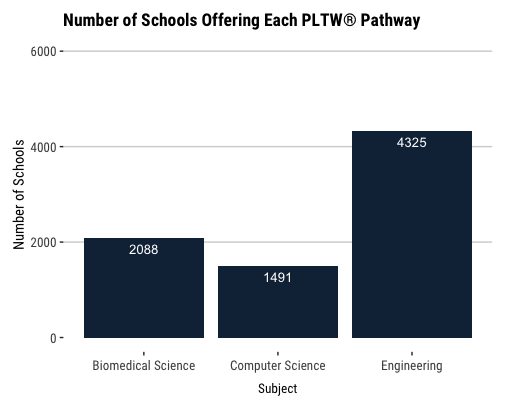 Number of Schools Offering Each PLTW® Pathway
6000
4000
2000
0
Number of Schools
2088
1491
4325
Biomedical Science
Computer Science
Engineering
Subject